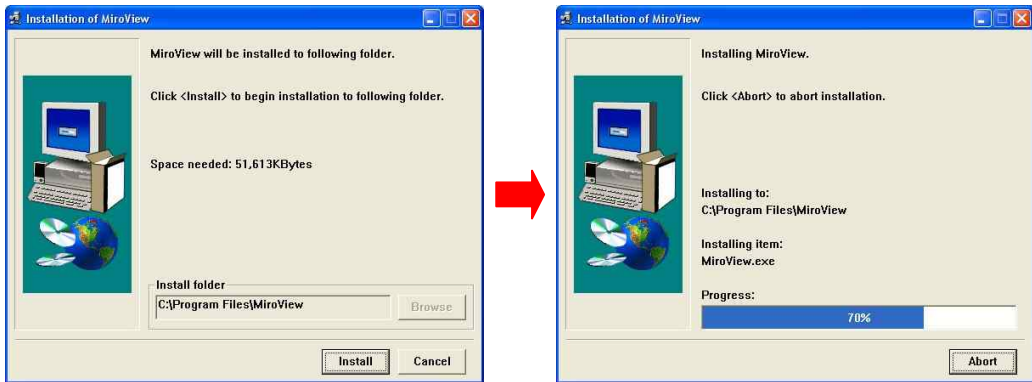 Installation of MiroView
MiroView will be installed to following folder.
Click <Install> to begin installation to following folder.
Space needed: 51,613KBytes
Install folder
C:\Program Files\MiroView
Browse
Install
Cancel
Installation of MiroView
Installing MiroView.
Click <Abort> to abort installation.
Installing to:
C:\Program Files\MiroView
Installing item:
MiroView.exe
Progress:
70%
Abort